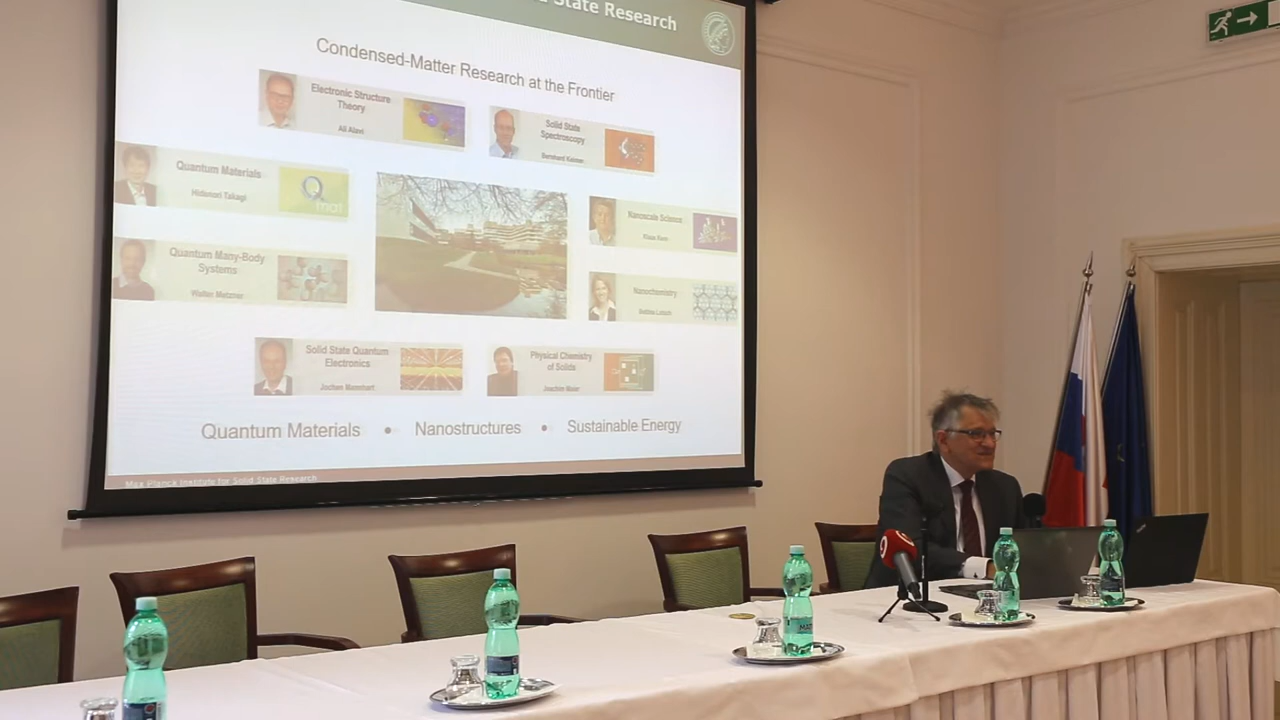 State Research
Condensed-Matter Research at the Frontier
Electronic Structure
Theory
Ali Alavi
Solid State
Spectroscopy
Bernhard Keimer
Quantum Materials
Hidenori Takagi
Q
mat
Nanoscale Science
Klaus Kern
Quantum Many-Body
Systems
Walter Metzner
Nanochemistry
Bettina Lotsch
Solid State Quantum
Electronics
Jochen Mannhart
Physical Chemistry
of Solids
Joachim Maier
Quantum Materials • Nanostructures • Sustainable Energy
Max Planck Institute for Solid State Research